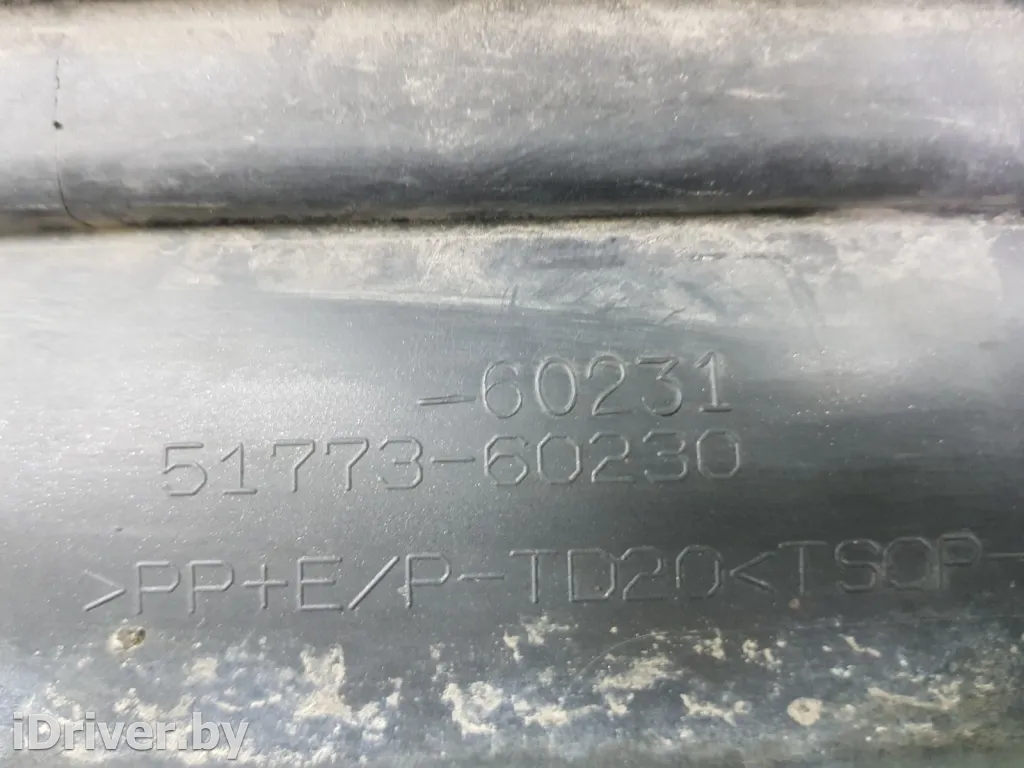 -60231
51773-60230
>PP+E/P-TD20<TSOP-
iDriver.by